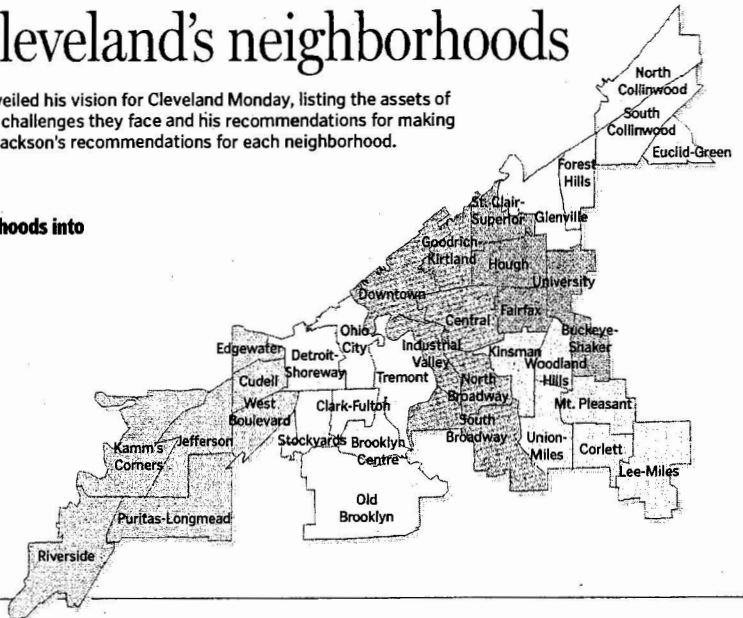 leveland's neighborhoods
veiled his vision for Cleveland Monday, listing the assets of
challenges they face and his recommendations for making
ackson's recommendations for each neighborhood.
hoods into
North
Collinwood
South
Collinwood
Euclid-Green
Forest
Hills
St. Clair-
Superior
Glenville
Goodrich-
Kirtland
Hough
University
Downtown
Fairfax
Central
Buckeye-
Shaker
Ohio
City
Industrial
Valley
Kinsman
Woodland
Hills
Edgewater
Detroit-
Shoreway
Tremont
Cudell
North
Broadway
Mt. Pleasant
West
Boulevard
Clark-Fulton
South
Broadway
Jefferson
Stockyards
Brooklyn
Centre
Union-
Miles
Corlett
Kamm's
Corners
Lee-Miles
Old
Brooklyn
Puritas-Longmead
Riverside